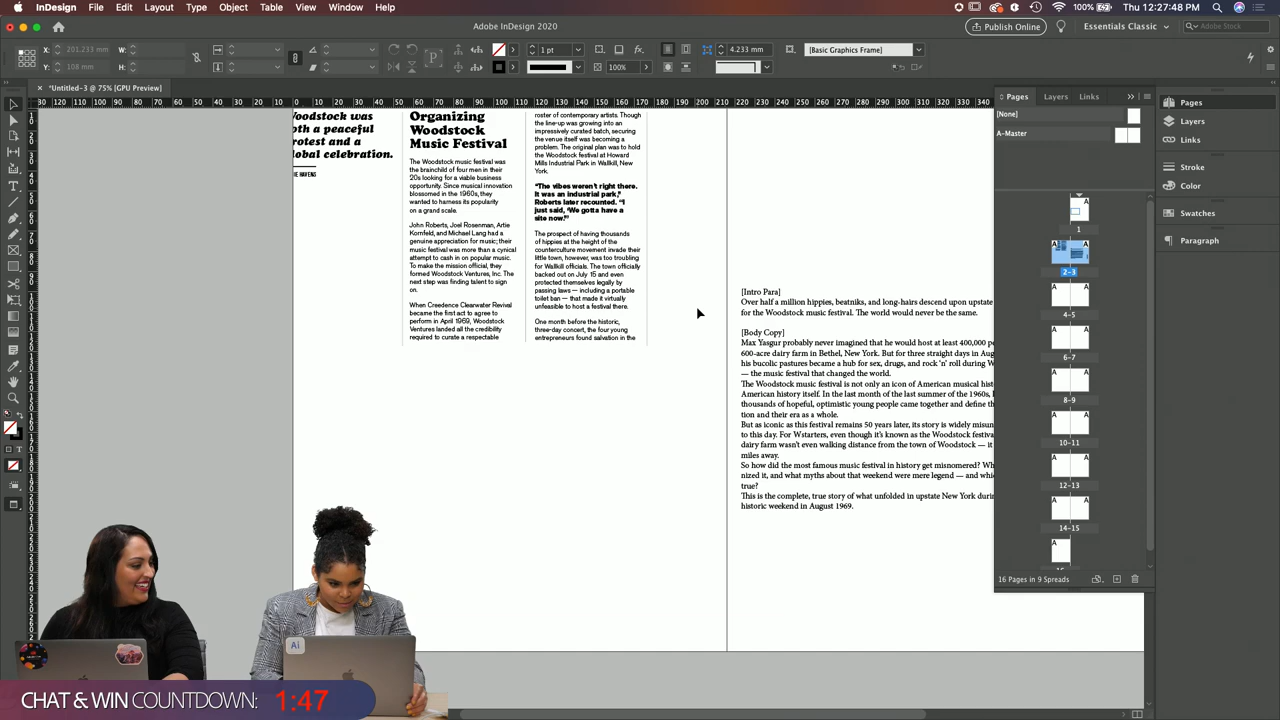 InDesign File Edit Layout Type Object Table View Plug-Ins Window Help
100% Thu Jan 16 12:27:48 PM
Adobe InDesign 2020
Publish Online
Essentials Classic
Adobe Stock
X: 201.233 mm W:
Y: 108 mm H:
1 pt
100%
4.233 mm
[Basic Graphics Frame]
*Untitled-3 @ 75% [GPU Preview]
Woodstock was
both a peaceful
protest and a
global celebration.
IE HAVENS
Organizing
Woodstock
Music Festival
The Woodstock music festival was
the brainchild of four men in their
20s looking for a viable business
opportunity. Since musical innovation
blossomed in the 1960s, they
wanted to harness its popularity
on a grand scale.
John Roberts, Joel Rosenman, Artie
Kornfeld, and Michael Lang had a
genuine appreciation for music; their
music festival was more than a cynical
attempt to cash in on popular music.
To make the mission official, they
formed Woodstock Ventures, Inc. The
next step was finding talent to sign
on.
When Creedence Clearwater Revival
became the first act to agree to
perform in April 1969, Woodstock
Ventures landed all the credibility
required to curate a respectable
roster of contemporary artists. Though
the line-up was growing into an
impressively curated batch, securing
the venue itself was becoming a
problem. The original plan was to hold
the Woodstock festival at Howard
Mills Industrial Park in Wallkill, New
York.
"The vibes weren't right there.
It was an industrial park,"
Roberts later recounted. "I
just said, 'We gotta have a
site now.'"
The prospect of having thousands
of hippies at the height of the
counterculture movement invade their
little town, however, was too troubling
for Wallkill officials. The town officially
backed out on July 15 and even
protected themselves legally by
passing laws — including a portable
toilet ban — that made it virtually
unfeasible to host a festival there.
One month before the historic,
three-day concert, the four young
entrepreneurs found salvation in the
[Intro Para]
Over half a million hippies, beatniks, and long-hairs descend upon upstate
for the Woodstock music festival. The world would never be the same.
[Body Copy]
Max Yasgur probably never imagined that he would host at least 400,000 pe
600-acre dairy farm in Bethel, New York. But for three straight days in Aug
his bucolic pastures became a hub for sex, drugs, and rock 'n' roll during W
— the music festival that changed the world.
The Woodstock music festival is not only an icon of American musical hist
American history itself. In the last month of the last summer of the 1960s,
thousands of hopeful, optimistic young people came together and define th
tion and their era as a whole.
But as iconic as this festival remains 50 years later, its story is widely misun
to this day. For Wstarters, even though it's known as the Woodstock festiva
dairy farm wasn't even walking distance from the town of Woodstock — it
miles away.
So how did the most famous music festival in history get misnomered? Wh
nized it, and what myths about that weekend were mere legend — and whic
true?
This is the complete, true story of what unfolded in upstate New York durin
historic weekend in August 1969.
Pages Layers Links
[None]
A-Master
1
2-3
4-5
6-7
8-9
10-11
12-13
14-15
16 Pages in 9 Spreads
Pages
Layers
Links
Stroke
Color
Swatches
Paragraph
Ai
CHAT & WIN COUNTDOWN: 1:47